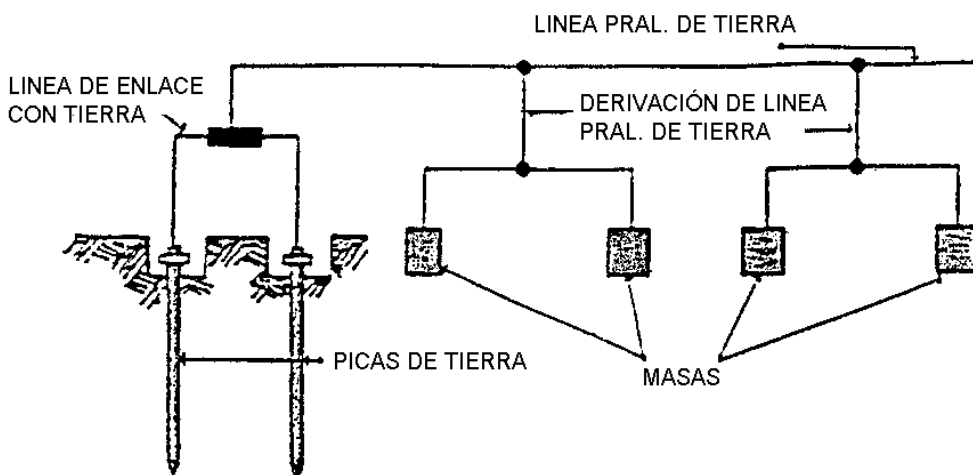 LINEA PRAL. DE TIERRA
LINEA DE ENLACE
CON TIERRA
DERIVACIÓN DE LINEA
PRAL. DE TIERRA
PICAS DE TIERRA
MASAS